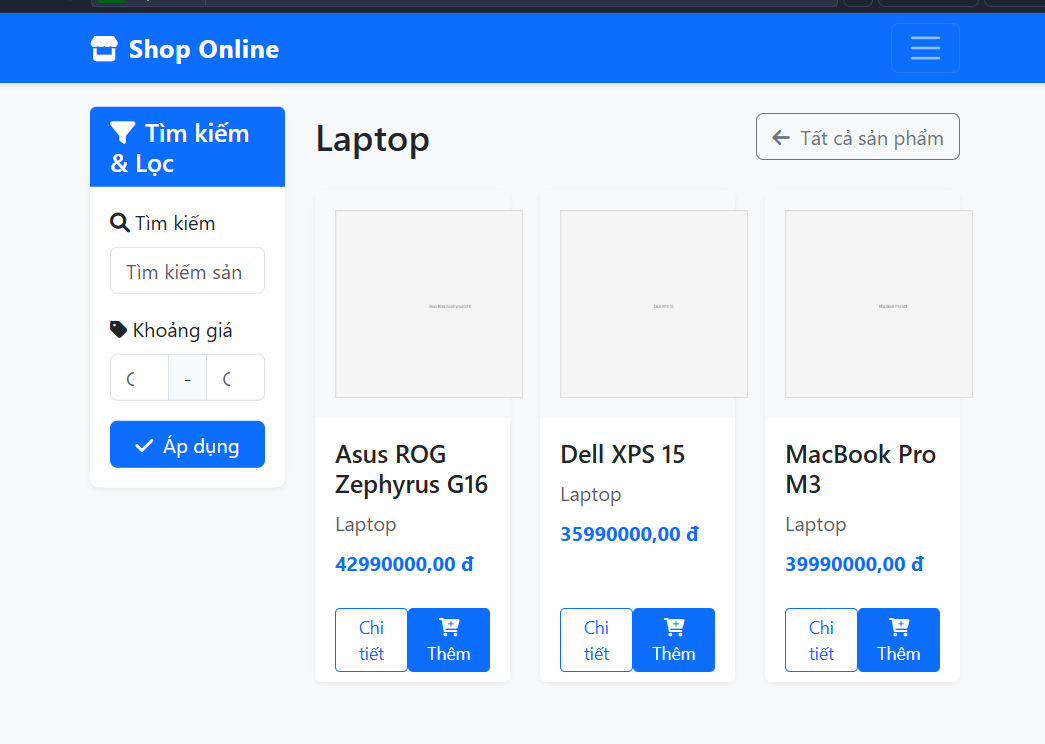 Shop Online
Tìm kiếm
& Lọc
Tìm kiếm
Tìm kiếm sản
Khoảng giá
-
Áp dụng
Laptop
Tất cả sản phẩm
Asus ROG Zephyrus G16
Asus ROG
Zephyrus G16
Laptop
42990000,00 đ
Chi
tiết
Thêm
Dell XPS 15
Dell XPS 15
Laptop
35990000,00 đ
Chi
tiết
Thêm
MacBook Pro M3
MacBook Pro
M3
Laptop
39990000,00 đ
Chi
tiết
Thêm